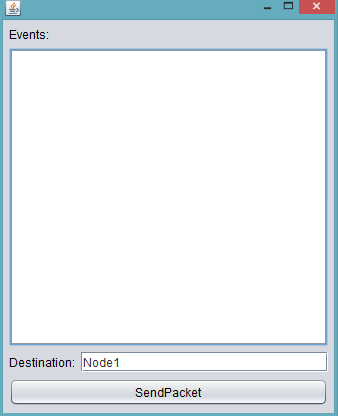 Events:
Destination: Node1
SendPacket